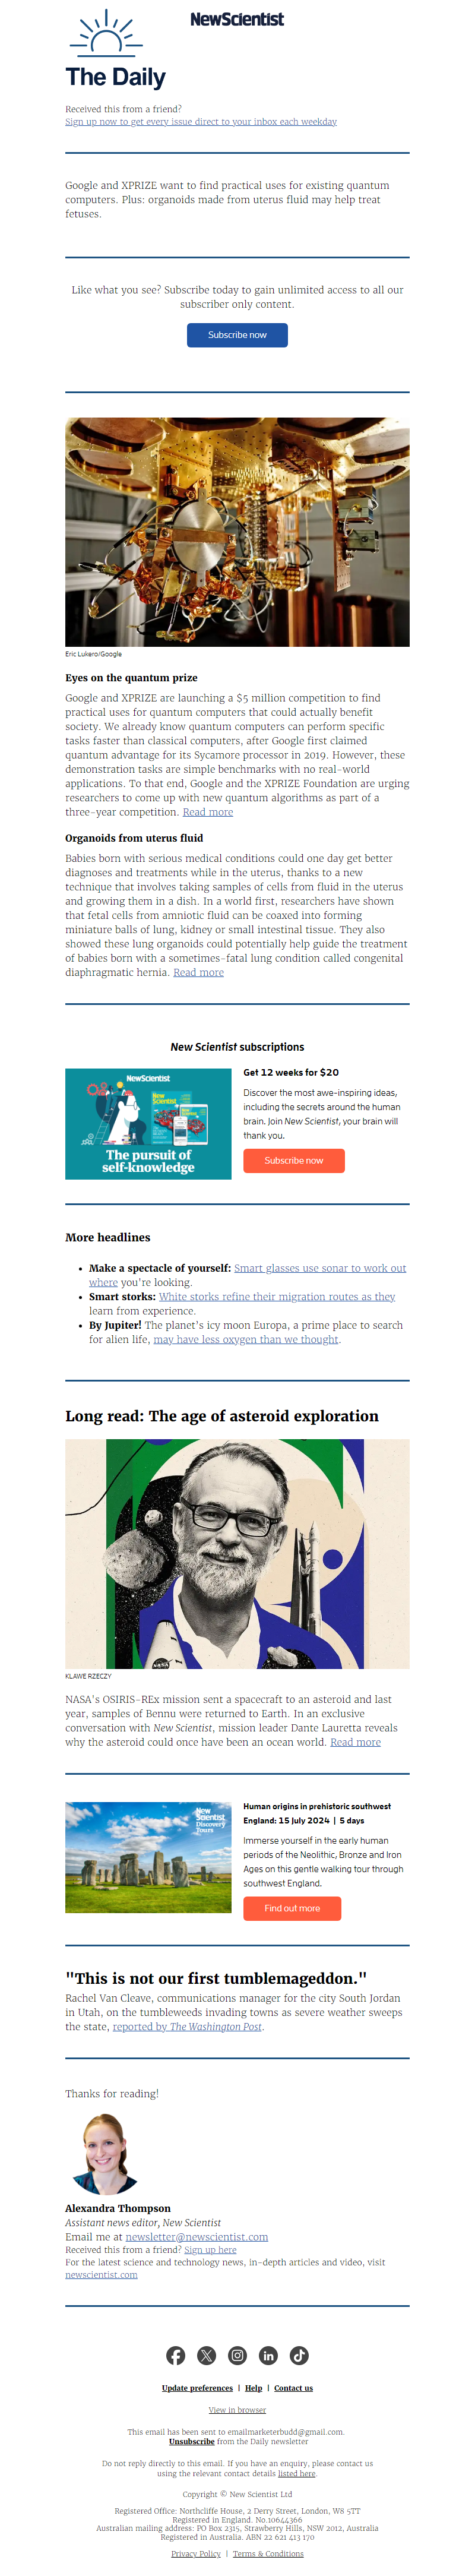 NewScientist
The Daily
Received this from a friend?
Sign up now to get every issue direct to your inbox each weekday
Google and XPRIZE want to find practical uses for existing quantum
computers. Plus: organoids made from uterus fluid may help treat
fetuses.
Like what you see? Subscribe today to gain unlimited access to all our
subscriber only content.
Subscribe now
Eric Lukero/Google
Eyes on the quantum prize
Google and XPRIZE are launching a $5 million competition to find
practical uses for quantum computers that could actually benefit
society. We already know quantum computers can perform specific
tasks faster than classical computers, after Google first claimed
quantum advantage for its Sycamore processor in 2019. However, these
demonstration tasks are simple benchmarks with no real-world
applications. To that end, Google and the XPRIZE Foundation are urging
researchers to come up with new quantum algorithms as part of a
three-year competition. Read more
Organoids from uterus fluid
Babies born with serious medical conditions could one day get better
diagnoses and treatments while in the uterus, thanks to a new
technique that involves taking samples of cells from fluid in the uterus
and growing them in a dish. In a world first, researchers have shown
that fetal cells from amniotic fluid can be coaxed into forming
miniature balls of lung, kidney or small intestinal tissue. They also
showed these lung organoids could potentially help guide the treatment
of babies born with a sometimes-fatal lung condition called congenital
diaphragmatic hernia. Read more
New Scientist subscriptions
NewScientist
The pursuit of
self-knowledge
Get 12 weeks for $20
Discover the most awe-inspiring ideas,
including the secrets around the human
brain. Join New Scientist, your brain will
thank you.
Subscribe now
More headlines
• Make a spectacle of yourself: Smart glasses use sonar to work out
where you're looking.
• Smart storks: White storks refine their migration routes as they
learn from experience.
• By Jupiter! The planet's icy moon Europa, a prime place to search
for alien life, may have less oxygen than we thought.
Long read: The age of asteroid exploration
KLAWE RZECZY
NASA's OSIRIS-REx mission sent a spacecraft to an asteroid and last
year, samples of Bennu were returned to Earth. In an exclusive
conversation with New Scientist, mission leader Dante Lauretta reveals
why the asteroid could once have been an ocean world. Read more
New Scientist
Discovery
Tours
Human origins in prehistoric southwest
England: 15 July 2024 | 5 days
Immerse yourself in the early human
periods of the Neolithic, Bronze and Iron
Ages on this gentle walking tour through
southwest England.
Find out more
"This is not our first tumblemageddon."
Rachel Van Cleave, communications manager for the city South Jordan
in Utah, on the tumbleweeds invading towns as severe weather sweeps
the state, reported by The Washington Post.
Thanks for reading!
Alexandra Thompson
Assistant news editor, New Scientist
Email me at newsletter@newscientist.com
Received this from a friend? Sign up here
For the latest science and technology news, in-depth articles and video, visit
newscientist.com
Update preferences | Help | Contact us
View in browser
This email has been sent to emailmarketerbudd@gmail.com.
Unsubscribe from the Daily newsletter
Do not reply directly to this email. If you have an enquiry, please contact us
using the relevant contact details listed here.
Copyright © New Scientist Ltd
Registered Office: Northcliffe House, 2 Derry Street, London, W8 5TT
Registered in England. No.10644366
Australian mailing address: PO Box 2315, Strawberry Hills, NSW 2012, Australia
Registered in Australia. ABN 22 621 413 170
Privacy Policy | Terms & Conditions